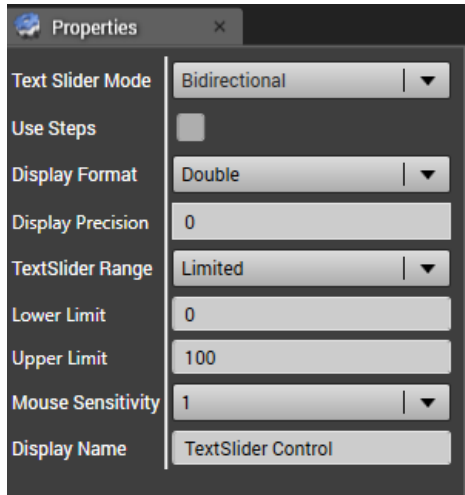 Properties ×
Text Slider Mode Bidirectional
Use Steps
Display Format Double
Display Precision 0
TextSlider Range Limited
Lower Limit 0
Upper Limit 100
Mouse Sensitivity 1
Display Name TextSlider Control